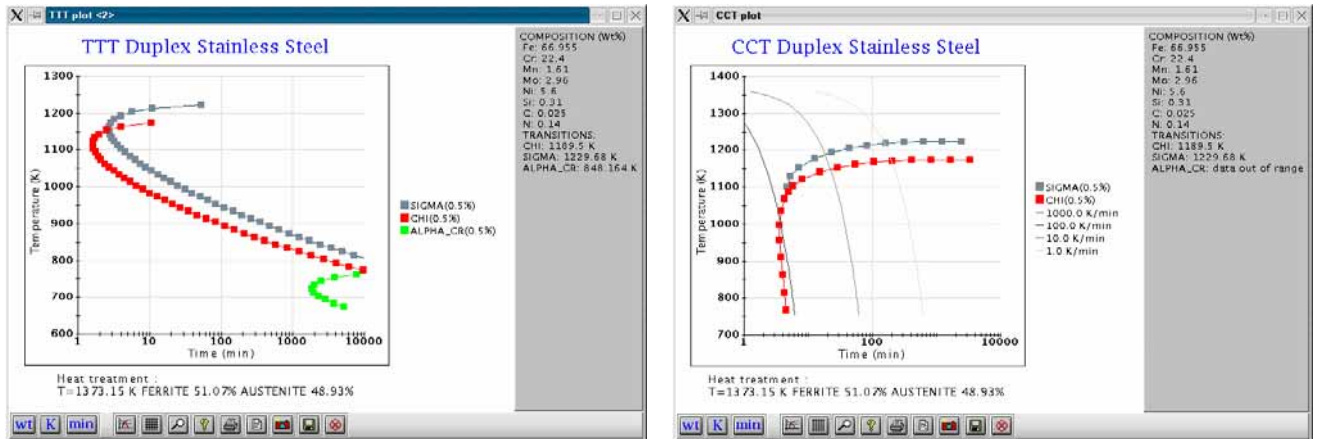 TTT plot <2>
TTT Duplex Stainless Steel
1300
1200
1100
1000
900
800
700
600
Temperature (K)
1
10
100
1000
10000
Time (min)
SIGMA(0.5%)
CHI(0.5%)
ALPHA_CR(0.5%)
COMPOSITION (Wt%)
Fe: 66.955
Cr: 22.4
Mn: 1.61
Mo: 2.96
Ni: 5.6
Si: 0.31
C: 0.025
N: 0.14
TRANSITIONS:
CHI: 1189.5 K
SIGMA: 1229.68 K
ALPHA_CR: 848.164 K
Heat treatment :
T=1373.15 K FERRITE 51.07% AUSTENITE 48.93%
wt K min
CCT plot
CCT Duplex Stainless Steel
1400
1300
1200
1100
1000
900
800
700
Temperature (K)
1
100
10000
Time (min)
SIGMA(0.5%)
CHI(0.5%)
1000.0 K/min
100.0 K/min
10.0 K/min
1.0 K/min
COMPOSITION (Wt%)
Fe: 66.955
Cr: 22.4
Mn: 1.61
Mo: 2.96
Ni: 5.6
Si: 0.31
C: 0.025
N: 0.14
TRANSITIONS:
CHI: 1189.5 K
SIGMA: 1229.68 K
ALPHA_CR: data out of range
Heat treatment :
T=1373.15 K FERRITE 51.07% AUSTENITE 48.93%
wt K min